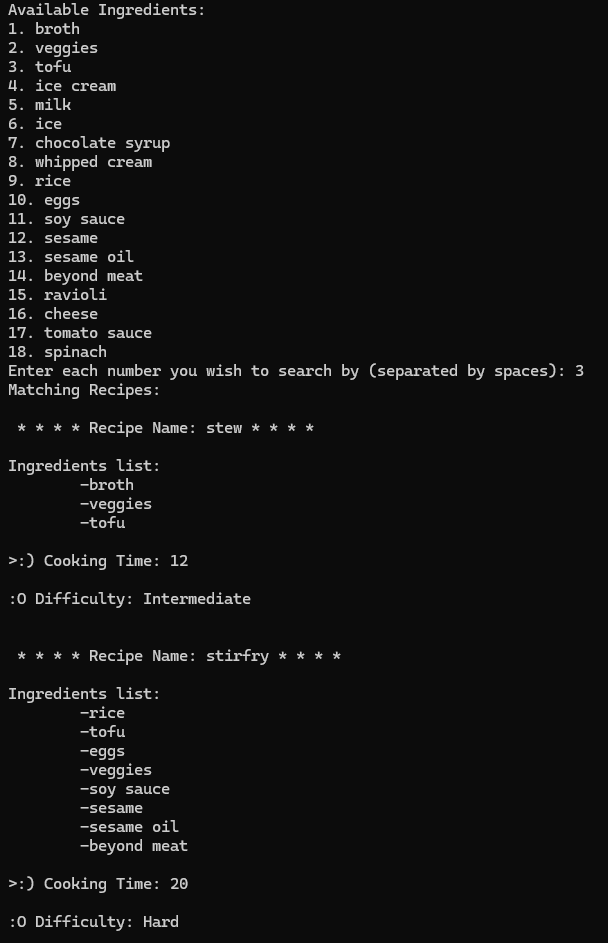 Available Ingredients:
1. broth
2. veggies
3. tofu
4. ice cream
5. milk
6. ice
7. chocolate syrup
8. whipped cream
9. rice
10. eggs
11. soy sauce
12. sesame
13. sesame oil
14. beyond meat
15. ravioli
16. cheese
17. tomato sauce
18. spinach
Enter each number you wish to search by (separated by spaces): 3
Matching Recipes:
* * * * Recipe Name: stew * * * *
Ingredients list:
-broth
-veggies
-tofu
>:) Cooking Time: 12
:O Difficulty: Intermediate
* * * * Recipe Name: stirfry * * * *
Ingredients list:
-rice
-tofu
-eggs
-veggies
-soy sauce
-sesame
-sesame oil
-beyond meat
>:) Cooking Time: 20
:O Difficulty: Hard